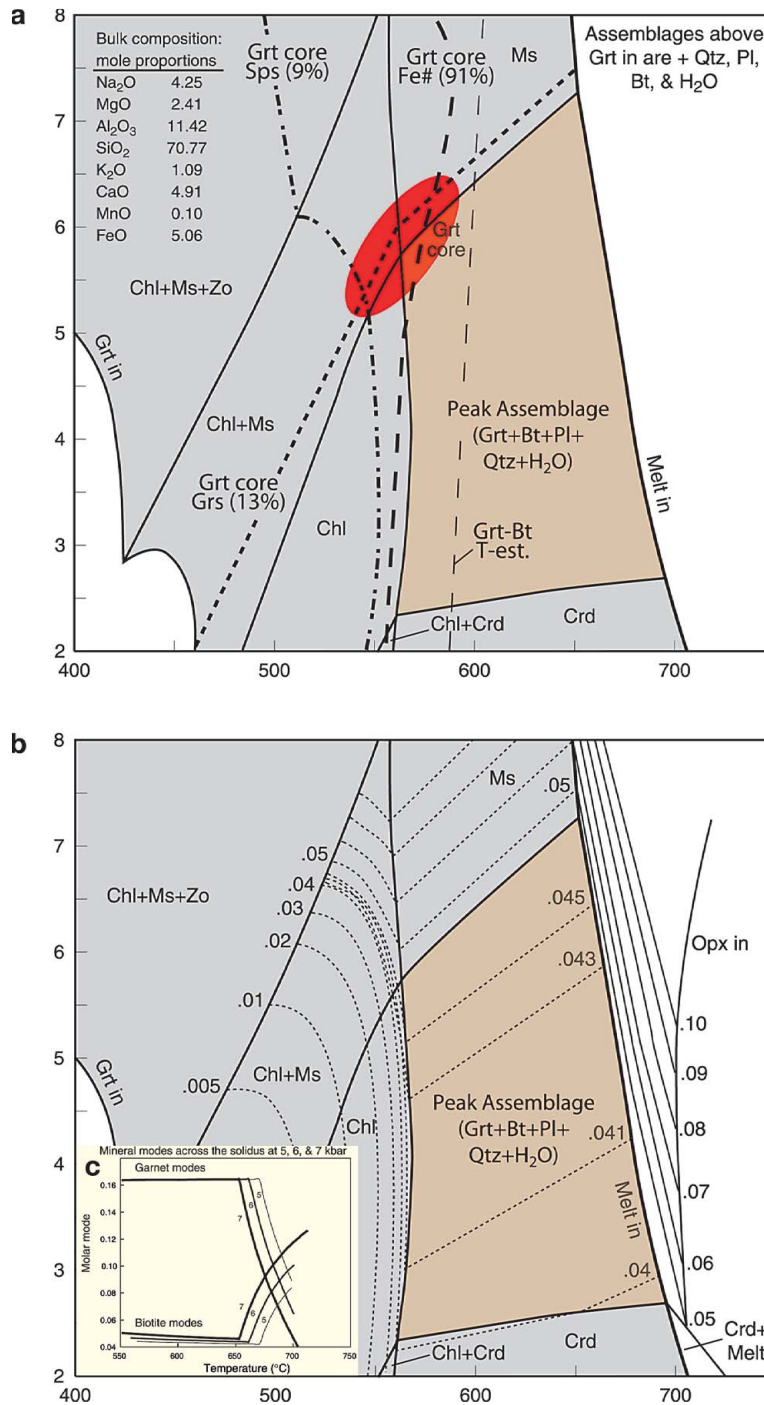 a
8
7
6
5
4
3
2
Bulk composition:
mole proportions
Na₂O 4.25
MgO 2.41
Al₂O₃ 11.42
SiO₂ 70.77
K₂O 1.09
CaO 4.91
MnO 0.10
FeO 5.06
Grt core
Sps (9%)
Grt core
Fe# (91%)
Ms
Assemblages above
Grt in are + Qtz, Pl,
Bt, & H₂O
Grt
core
Chl+Ms+Zo
Grt in
Chl+Ms
Grt core
Grs (13%)
Chl
Peak Assemblage
(Grt+Bt+Pl+
Qtz+H₂O)
Melt in
Grt-Bt
T-est.
Chl+Crd
Crd
400 500 600 700
b
8
7
6
5
4
3
2
Ms
.05
.05
.04
.03
.02
.01
.005
Chl+Ms+Zo
.045
.043
Opx in
.10
.09
.08
.07
.06
.05
Grt in
Chl+Ms
Chl
Peak Assemblage
(Grt+Bt+Pl+
Qtz+H₂O)
.041
Melt in
.04
Chl+Crd
Crd
Crd+
Melt
c
Mineral modes across the solidus at 5, 6, & 7 kbar
Garnet modes
0.16
0.14
0.12
0.10
0.08
0.06
0.04
Molar mode
5
6
7
7
6
5
Biotite modes
550 600 650 700 750
Temperature (°C)
400 500 600 700